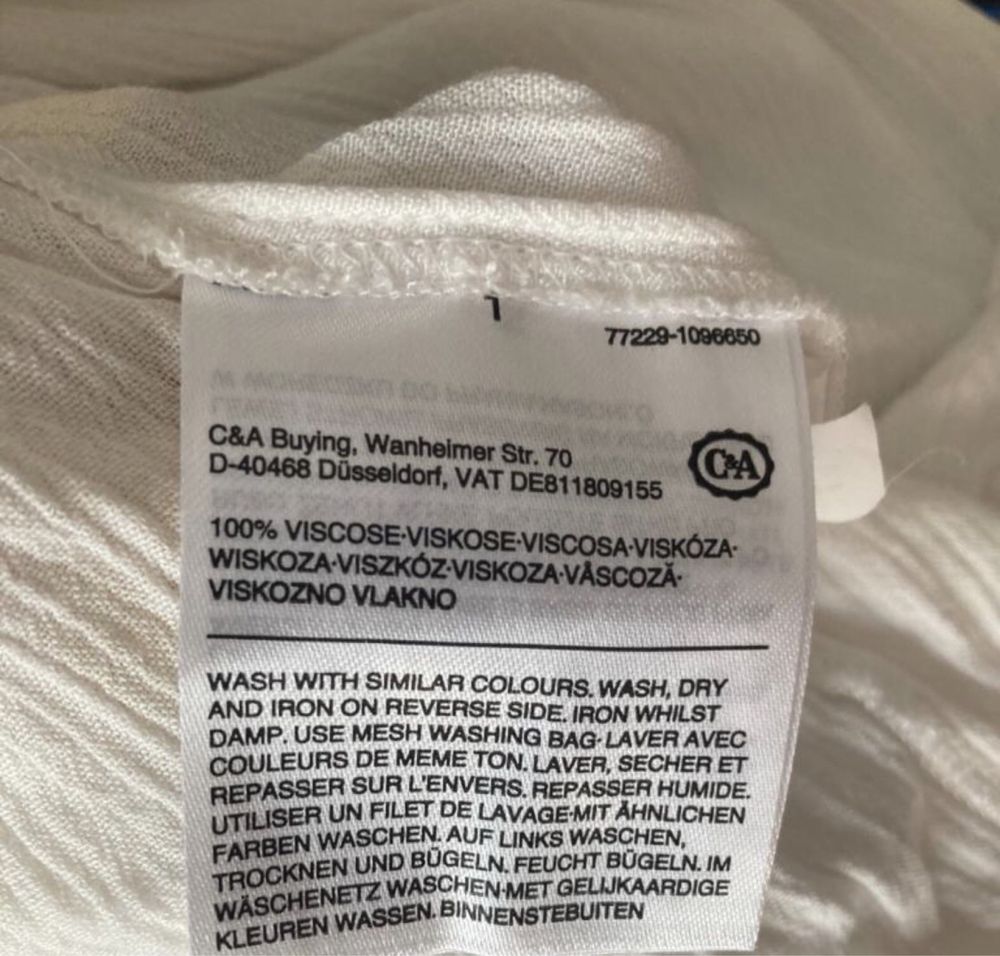 1
77229-1096650
C&A Buying, Wanheimer Str. 70
D-40468 Düsseldorf, VAT DE811809155
C&A
100% VISCOSE·VISKOSE·VISCOSA·VISKÓZA·
WISKOZA·VISZKÓZ·VISKOZA·VÂSCOZĂ·
VISKOZNO VLAKNO
WASH WITH SIMILAR COLOURS. WASH, DRY
AND IRON ON REVERSE SIDE. IRON WHILST
DAMP. USE MESH WASHING BAG·LAVER AVEC
COULEURS DE MEME TON. LAVER, SECHER ET
REPASSER SUR L'ENVERS. REPASSER HUMIDE.
UTILISER UN FILET DE LAVAGE·MIT ÄHNLICHEN
FARBEN WASCHEN. AUF LINKS WASCHEN,
TROCKNEN UND BÜGELN. FEUCHT BÜGELN. IM
WÄSCHENETZ WASCHEN·MET GELIJKAARDIGE
KLEUREN WASSEN. BINNENSTEBUITEN